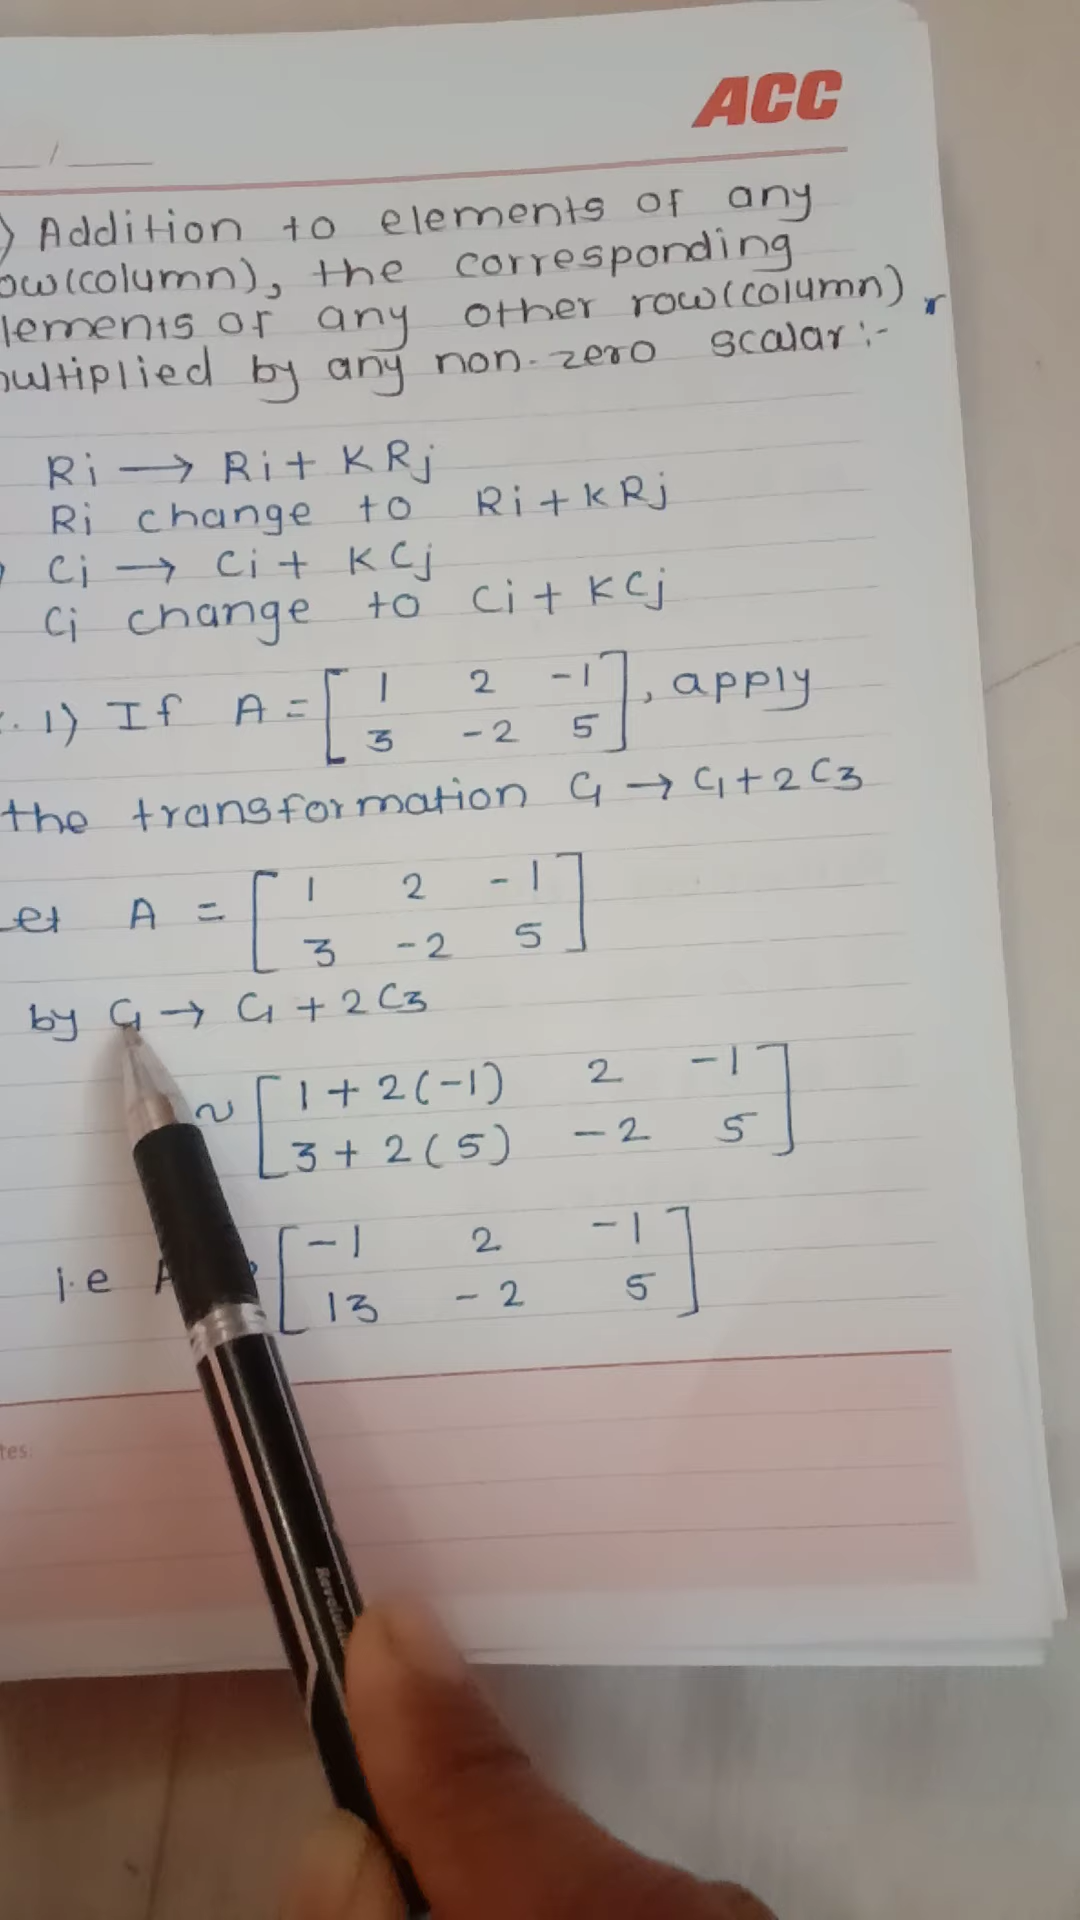 ACC
/
) Addition to elements of any
ow(column), the corresponding
lements of any other row(column)
ultiplied by any non-zero scalar:-
Ri → Ri + KRj
Ri change to Ri + kRj
Ci → Ci + KCj
Ci change to Ci + KCj
. 1) If A = [ 1 2 -1 ], apply
3 -2 5
the transformation C1 → C1 + 2C3
et A = [ 1 2 -1 ]
3 -2 5
by C1 → C1 + 2C3
~ [ 1 + 2(-1) 2 -1 ]
3 + 2(5) -2 5
i.e A [ -1 2 -1 ]
13 -2 5
tes: